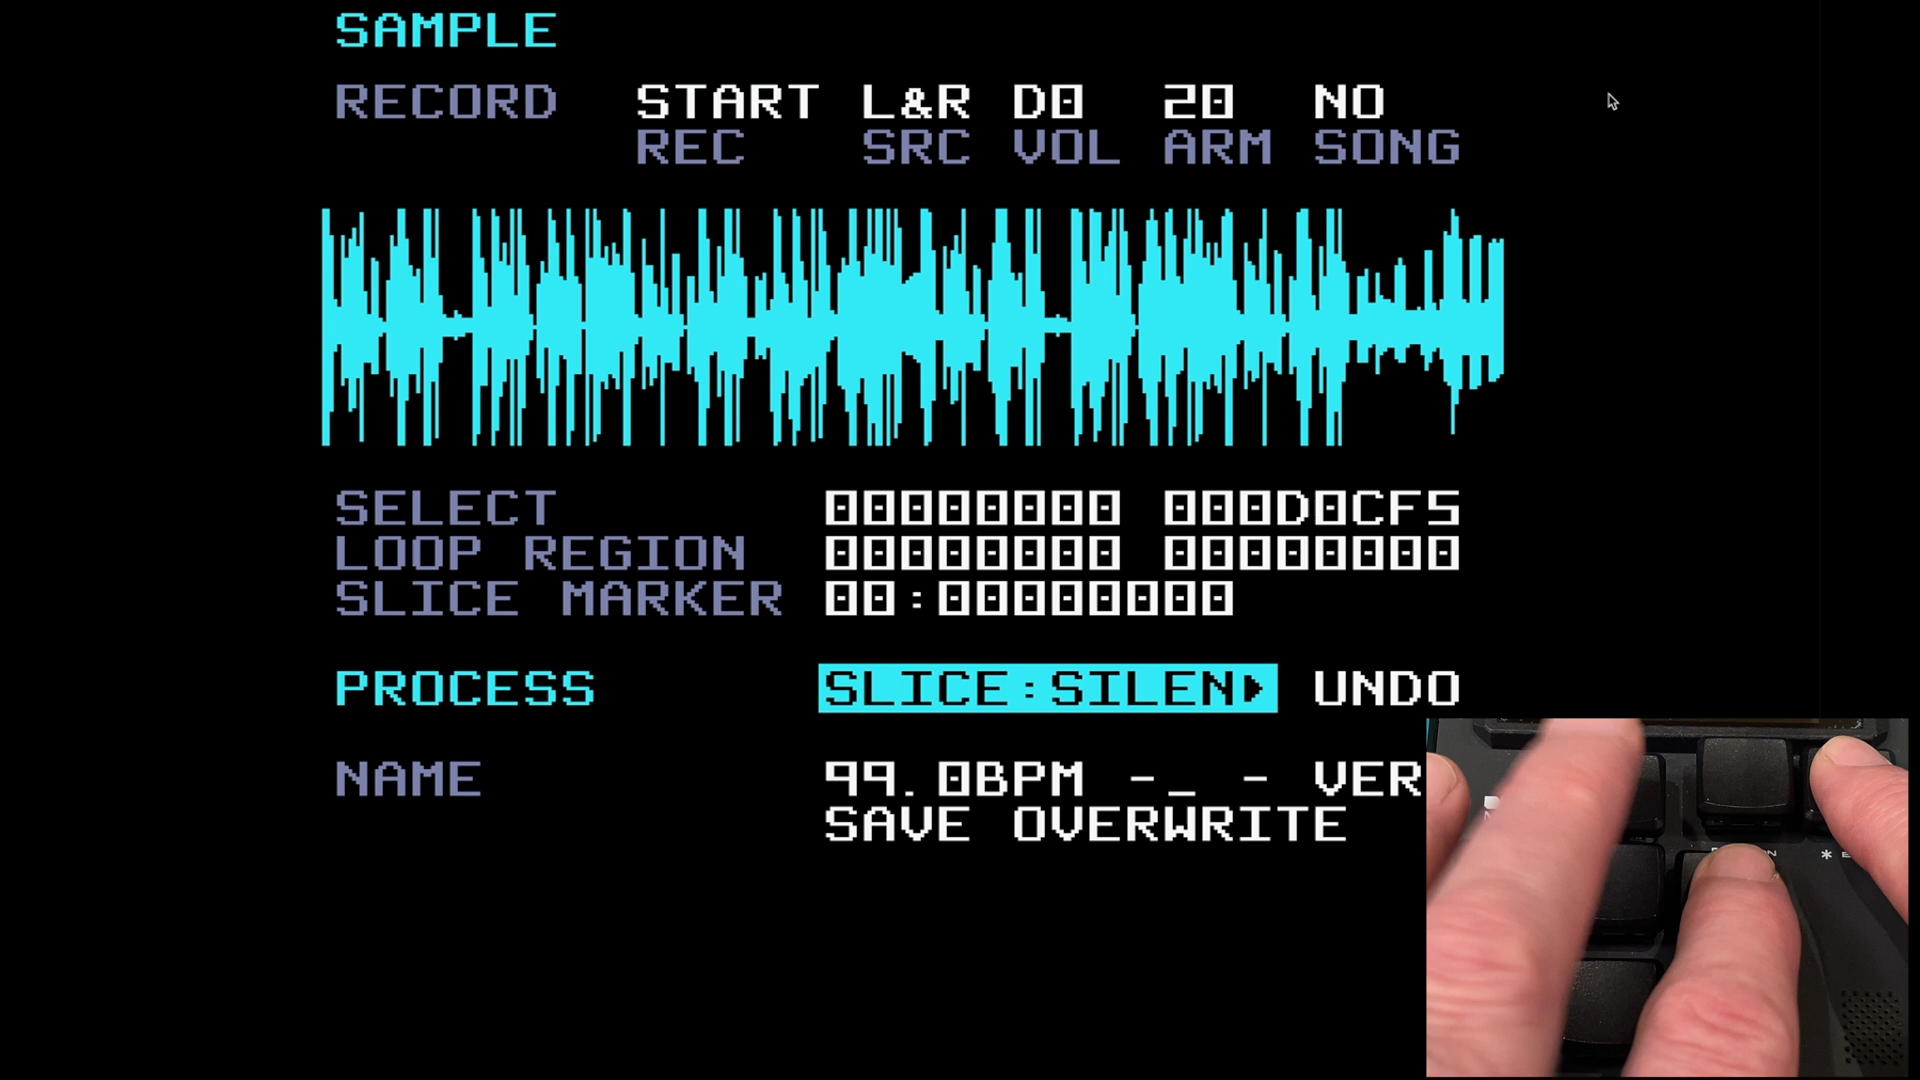 SAMPLE
RECORD START L&R D0 20 NO
REC SRC VOL ARM SONG
SELECT 00000000 000D0CF5
LOOP REGION 00000000 00000000
SLICE MARKER 00:00000000
PROCESS SLICE:SILEN▶ UNDO
NAME 99.0BPM -_ - VER
SAVE OVERWRITE